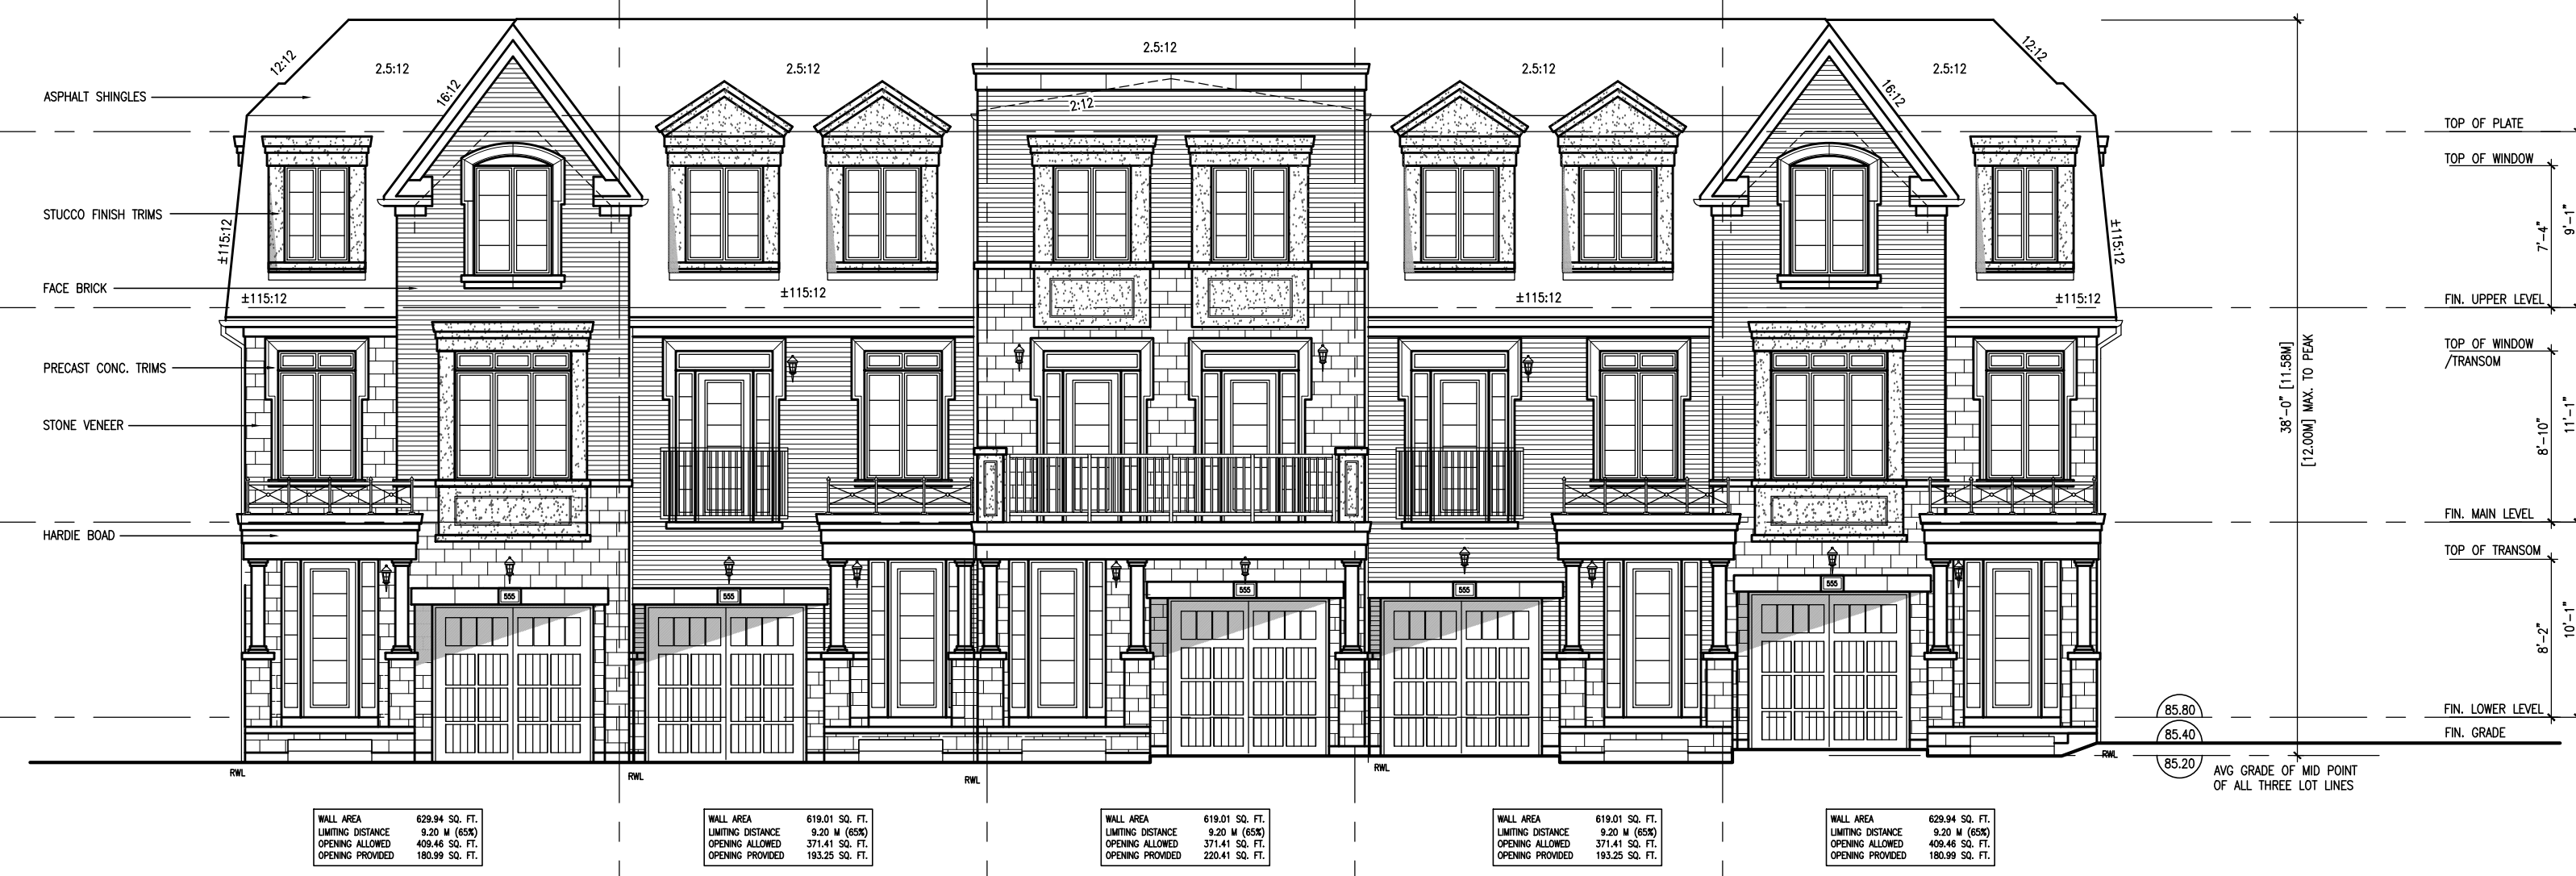 2.5:12
12:12
2.5:12
16:12
2.5:12
2.5:12
16:12
2.5:12
12:12
ASPHALT SHINGLES
2:12
TOP OF PLATE
TOP OF WINDOW
STUCCO FINISH TRIMS
±115:12
±115:12
7'-4"
9'-1"
FACE BRICK
±115:12
±115:12
±115:12
±115:12
FIN. UPPER LEVEL
PRECAST CONC. TRIMS
TOP OF WINDOW
/TRANSOM
38'-0" [11.58M]
[12.00M] MAX. TO PEAK
STONE VENEER
8'-10"
11'-1"
HARDIE BOAD
FIN. MAIN LEVEL
TOP OF TRANSOM
555
555
555
555
555
8'-2"
10'-1"
85.80
FIN. LOWER LEVEL
85.40
FIN. GRADE
85.20
AVG GRADE OF MID POINT
OF ALL THREE LOT LINES
RWL
RWL
RWL
RWL
RWL
WALL AREA 629.94 SQ. FT.
LIMITING DISTANCE 9.20 M (65%)
OPENING ALLOWED 409.46 SQ. FT.
OPENING PROVIDED 180.99 SQ. FT.
WALL AREA 619.01 SQ. FT.
LIMITING DISTANCE 9.20 M (65%)
OPENING ALLOWED 371.41 SQ. FT.
OPENING PROVIDED 193.25 SQ. FT.
WALL AREA 619.01 SQ. FT.
LIMITING DISTANCE 9.20 M (65%)
OPENING ALLOWED 371.41 SQ. FT.
OPENING PROVIDED 220.41 SQ. FT.
WALL AREA 619.01 SQ. FT.
LIMITING DISTANCE 9.20 M (65%)
OPENING ALLOWED 371.41 SQ. FT.
OPENING PROVIDED 193.25 SQ. FT.
WALL AREA 629.94 SQ. FT.
LIMITING DISTANCE 9.20 M (65%)
OPENING ALLOWED 409.46 SQ. FT.
OPENING PROVIDED 180.99 SQ. FT.